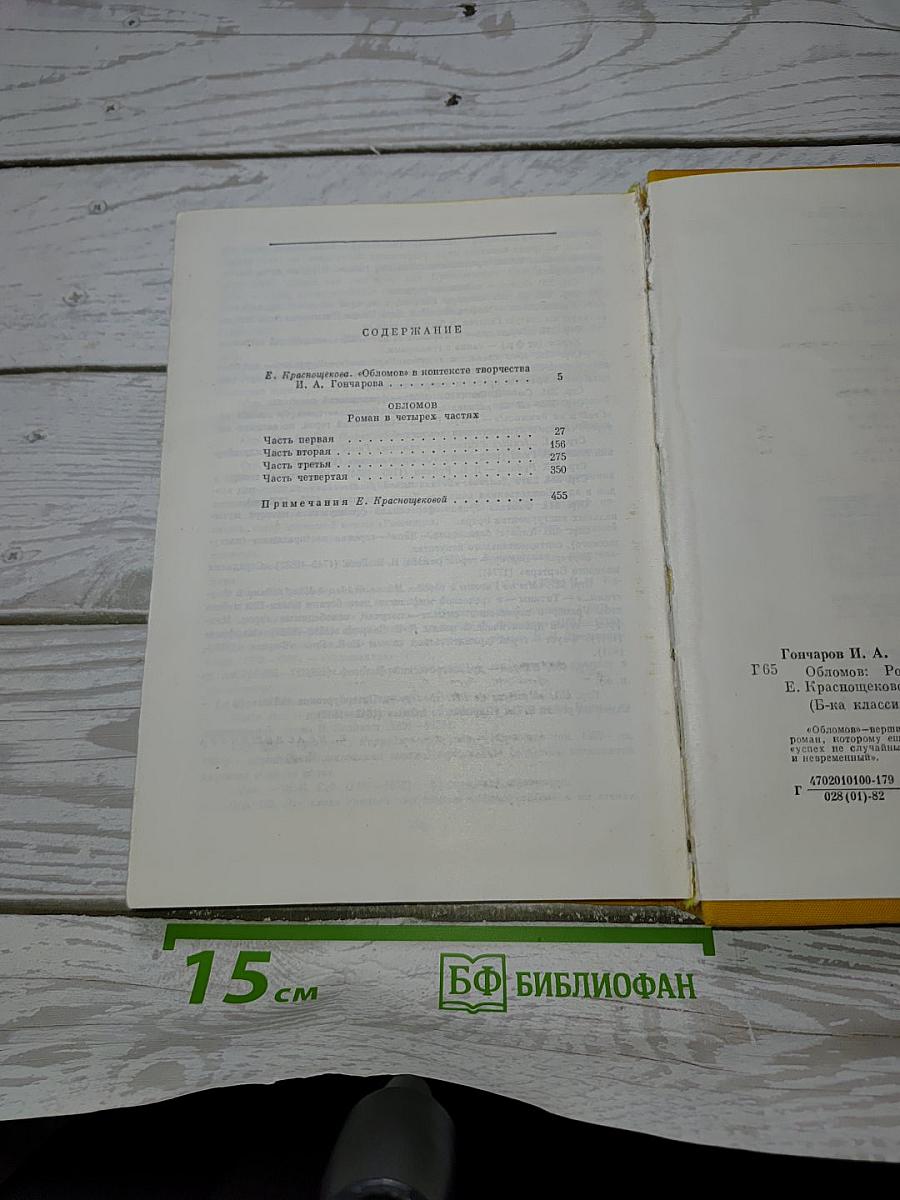 СОДЕРЖАНИЕ
Е. Краснощекова. «Обломов» в контексте творчества
И. А. Гончарова . . . . . . . . . . . . . . 5
ОБЛОМОВ
Роман в четырех частях
Часть первая . . . . . . . . . . . . . . . . . . 27
Часть вторая . . . . . . . . . . . . . . . . . . 156
Часть третья . . . . . . . . . . . . . . . . . . 275
Часть четвертая . . . . . . . . . . . . . . . . . 350
Примечания Е. Краснощековой . . . . . . . . 455
Гончаров И. А.
Г65 Обломов: Ро
Е. Краснощеково
(Б-ка класси
«Обломов»—верши
роман, которому ещ
«успех не случайны
и невременный».
Г 4702010100-179
028(01)-82
15 см
БФ БИБЛИОФАН